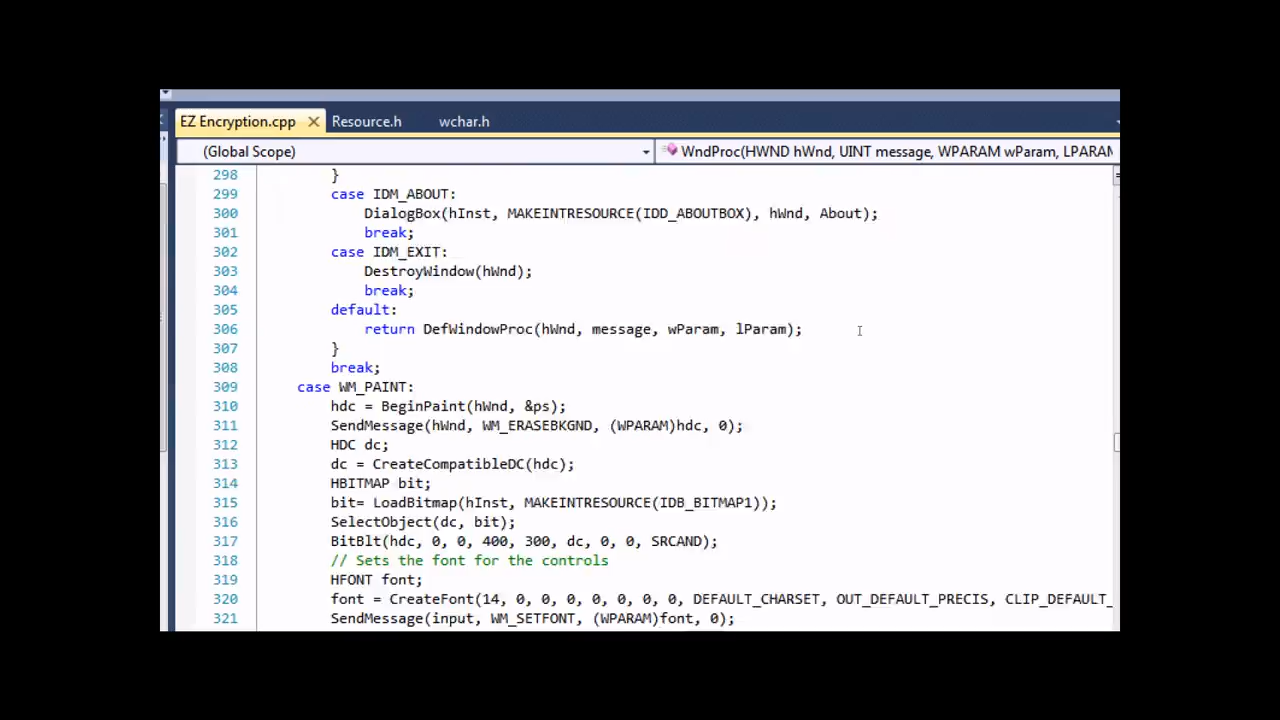 EZ Encryption.cpp Resource.h wchar.h
(Global Scope) WndProc(HWND hWnd, UINT message, WPARAM wParam, LPARAM
298 }
299 case IDM_ABOUT:
300 DialogBox(hInst, MAKEINTRESOURCE(IDD_ABOUTBOX), hWnd, About);
301 break;
302 case IDM_EXIT:
303 DestroyWindow(hWnd);
304 break;
305 default:
306 return DefWindowProc(hWnd, message, wParam, lParam);
307 }
308 break;
309 case WM_PAINT:
310 hdc = BeginPaint(hWnd, &ps);
311 SendMessage(hWnd, WM_ERASEBKGND, (WPARAM)hdc, 0);
312 HDC dc;
313 dc = CreateCompatibleDC(hdc);
314 HBITMAP bit;
315 bit= LoadBitmap(hInst, MAKEINTRESOURCE(IDB_BITMAP1));
316 SelectObject(dc, bit);
317 BitBlt(hdc, 0, 0, 400, 300, dc, 0, 0, SRCAND);
318 // Sets the font for the controls
319 HFONT font;
320 font = CreateFont(14, 0, 0, 0, 0, 0, 0, 0, DEFAULT_CHARSET, OUT_DEFAULT_PRECIS, CLIP_DEFAULT_
321 SendMessage(input, WM_SETFONT, (WPARAM)font, 0);